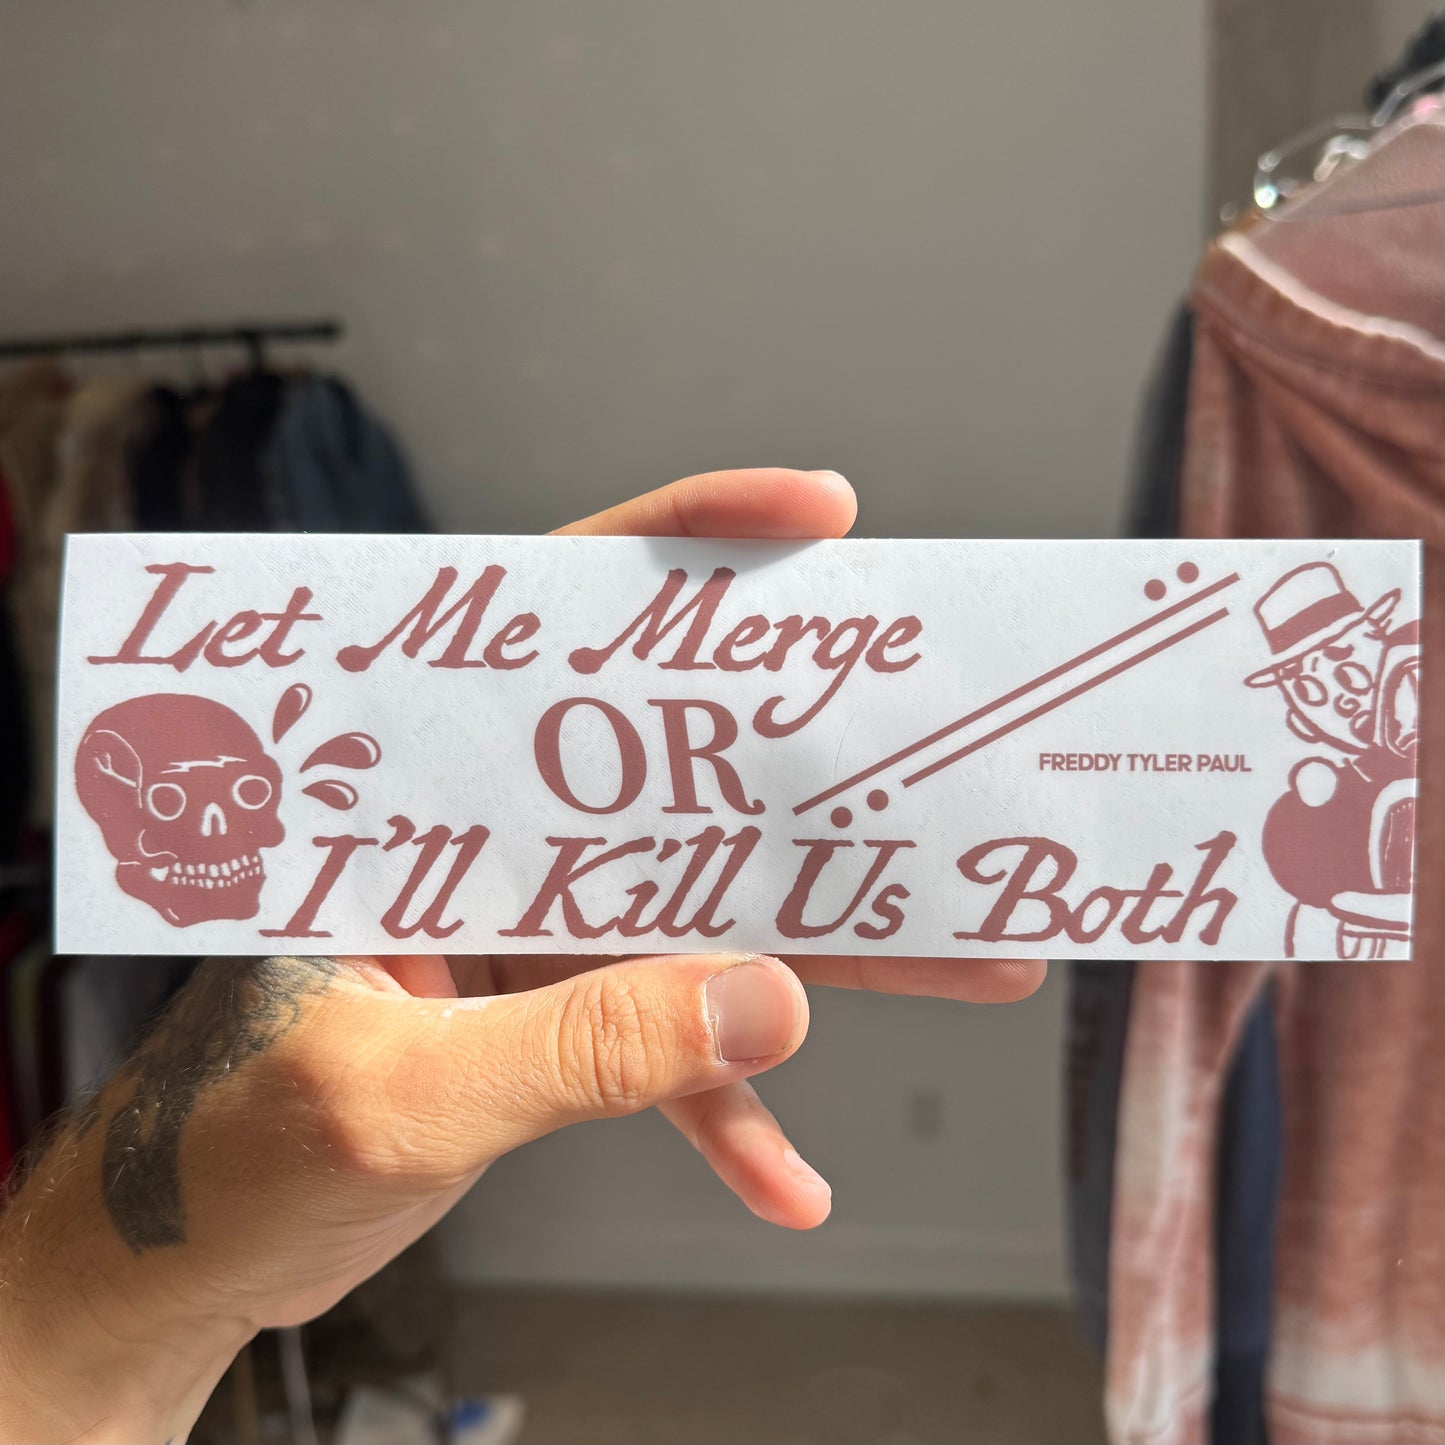 Let Me Merge
OR
FREDDY TYLER PAUL
I'll Kill Us Both